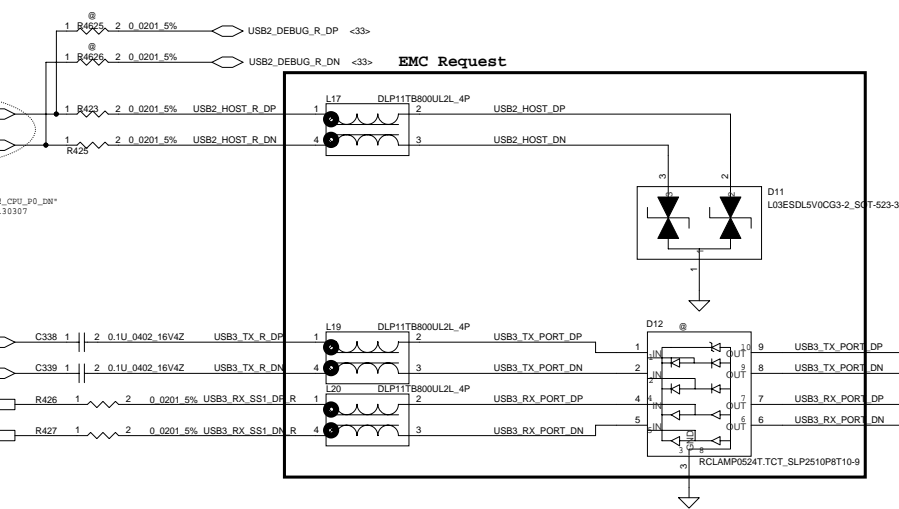 @
1 R4625 2 0_0201_5% USB2_DEBUG_R_DP <33>
@
1 R4626 2 0_0201_5% USB2_DEBUG_R_DN <33>
EMC Request
L17 DLP11TB800UL2L_4P
1 R423 2 0_0201_5% USB2_HOST_R_DP 1 2 USB2_HOST_DP
1 2 0_0201_5% USB2_HOST_R_DN 4 3 USB2_HOST_DN
R425
3 2
D11
L03ESDL5V0CG3-2_SOT-523-3
_CPU_P0_DN"
30307
1
L19 DLP11TB800UL2L_4P
D12 @
C338 1 2 0.1U_0402_16V4Z USB3_TX_R_DP 1 2 USB3_TX_PORT_DP 1 IN OUT 10 9 USB3_TX_PORT_DP
C339 1 2 0.1U_0402_16V4Z USB3_TX_R_DN 4 3 USB3_TX_PORT_DN 2 IN OUT 9 8 USB3_TX_PORT_DN
L20 DLP11TB800UL2L_4P
R426 1 2 0_0201_5% USB3_RX_SS1_DP_R 1 2 USB3_RX_PORT_DP 4 IN OUT 7 7 USB3_RX_PORT_DP
R427 1 2 0_0201_5% USB3_RX_SS1_DN_R 4 3 USB3_RX_PORT_DN 5 IN OUT 6 6 USB3_RX_PORT_DN
GND
3 8
3
RCLAMP0524T.TCT_SLP2510P8T10-9